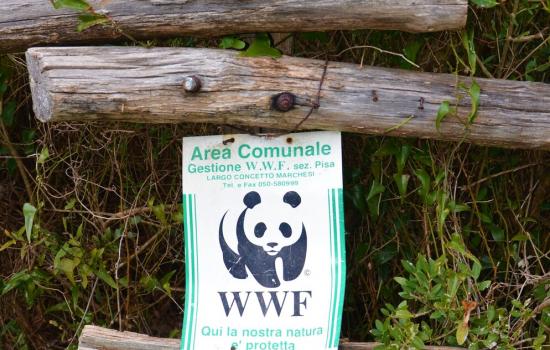 Area Comunale
Gestione W.W.F. sez. Pisa
LARGO CONCETTO MARCHESI
Tel. e Fax 050-580999
©
WWF
Qui la nostra natura
e' protetta